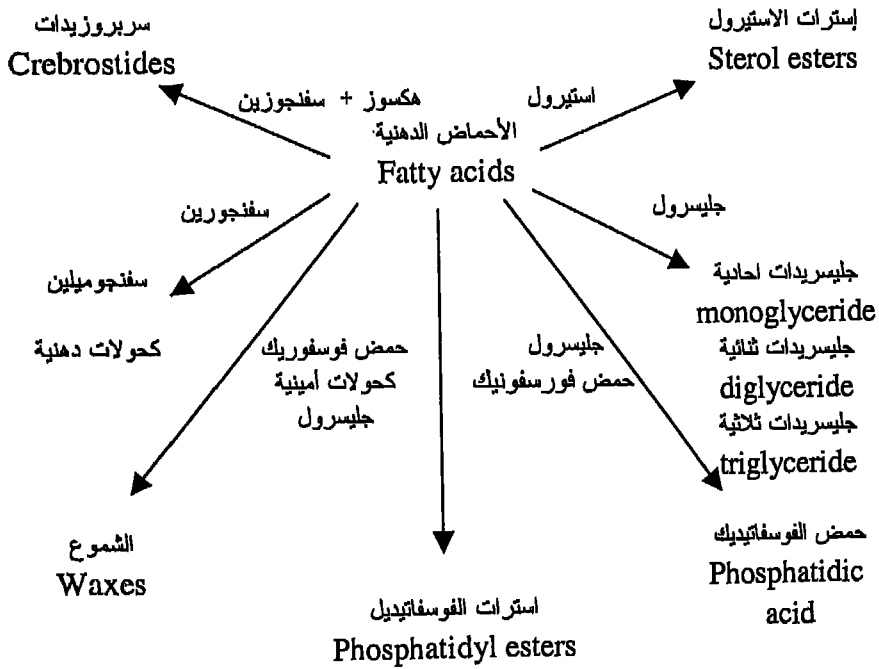 سربروزيدات
Crebrostides
إسترات الاستيرول
Sterol esters
هكسوز + سفنجوزين
استيرول
الأحماض الدهنية
Fatty acids
سفنجورين
جليسرول
سفنجوميلين
كحولات دهنية
جليسريدات احادية
monoglyceride
جليسريدات ثنائية
diglyceride
جليسريدات ثلاثية
triglyceride
حمض فوسفوريك
كحولات أمينية
جليسرول
جليسرول
حمض فورسفونيك
الشموع
Waxes
استرات الفوسفاتيديل
Phosphatidyl esters
حمض الفوسفاتيديك
Phosphatidic
acid